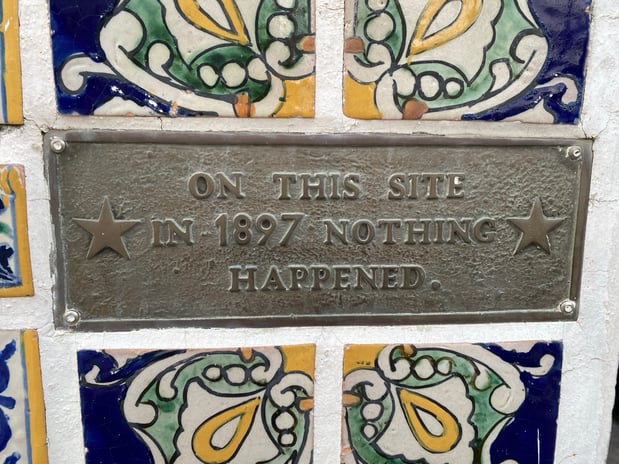 ON THIS SITE
IN 1897 NOTHING
HAPPENED.